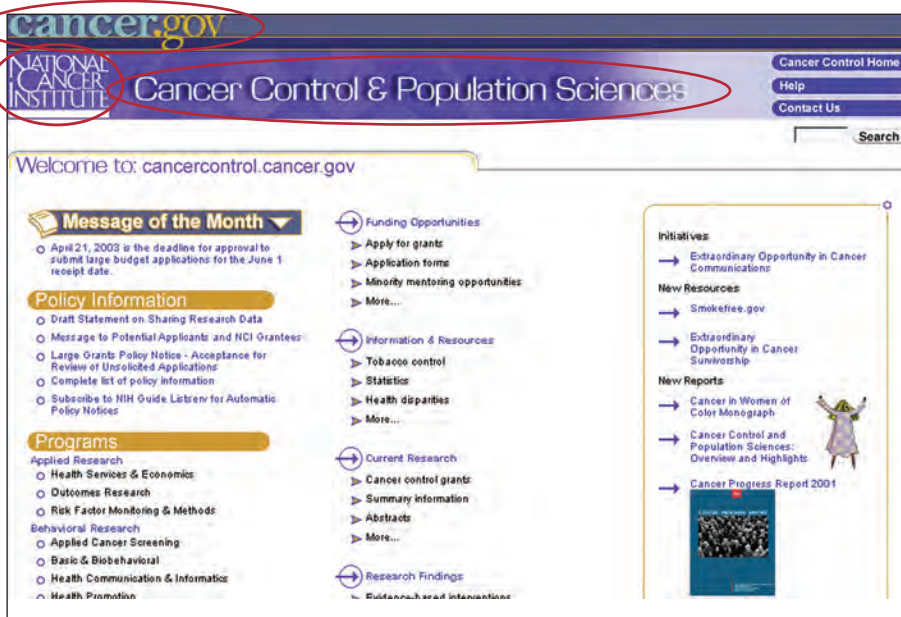 cancer.gov
NATIONAL
CANCER
INSTITUTE
Cancer Control & Population Sciences
Cancer Control Home
Help
Contact Us
Search
Welcome to: cancercontrol.cancer.gov
Message of the Month
April 21, 2003 is the deadline for approval to
submit large budget applications for the June 1
receipt date.
Policy Information
Draft Statement on Sharing Research Data
Message to Potential Applicants and NCI Grantees
Large Grants Policy Notice - Acceptance for
Review of Unsolicited Applications
Complete list of policy information
Subscribe to NIH Guide Listserv for Automatic
Policy Notices
Programs
Applied Research
Health Services & Economics
Outcomes Research
Risk Factor Monitoring & Methods
Behavioral Research
Applied Cancer Screening
Basic & Biobehavioral
Health Communication & Informatics
Health Promotion
Funding Opportunities
Apply for grants
Application forms
Minority mentoring opportunities
More...
Information & Resources
Tobacco control
Statistics
Health disparities
More...
Current Research
Cancer control grants
Summary information
Abstracts
More...
Research Findings
Evidence-based interventions
Initiatives
Extraordinary Opportunity in Cancer
Communications
New Resources
Smokefree.gov
Extraordinary
Opportunity in Cancer
Survivorship
New Reports
Cancer in Women of
Color Monograph
Cancer Control and
Population Sciences:
Overview and Highlights
Cancer Progress Report 2001
CANCER PROGRESS REPORT